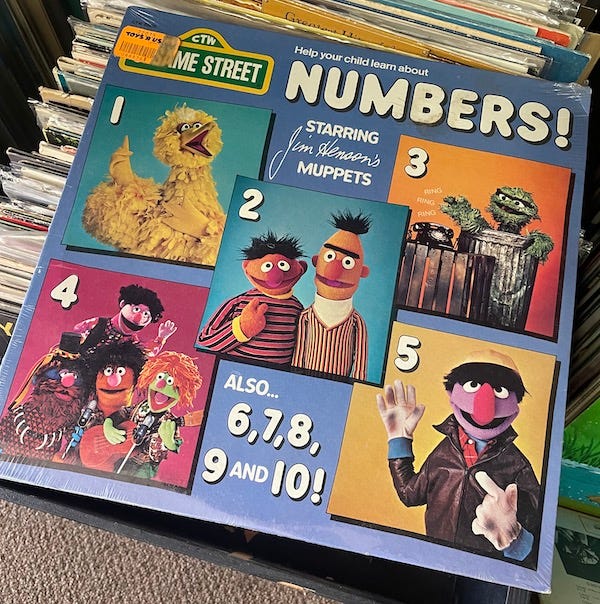 TOYS R US
CTW
ME STREET
Help your child learn about
NUMBERS!
STARRING
Jim Henson's
MUPPETS
1
2
3
RING
RING
RING
4
5
ALSO...
6,7,8,
9 AND 10!